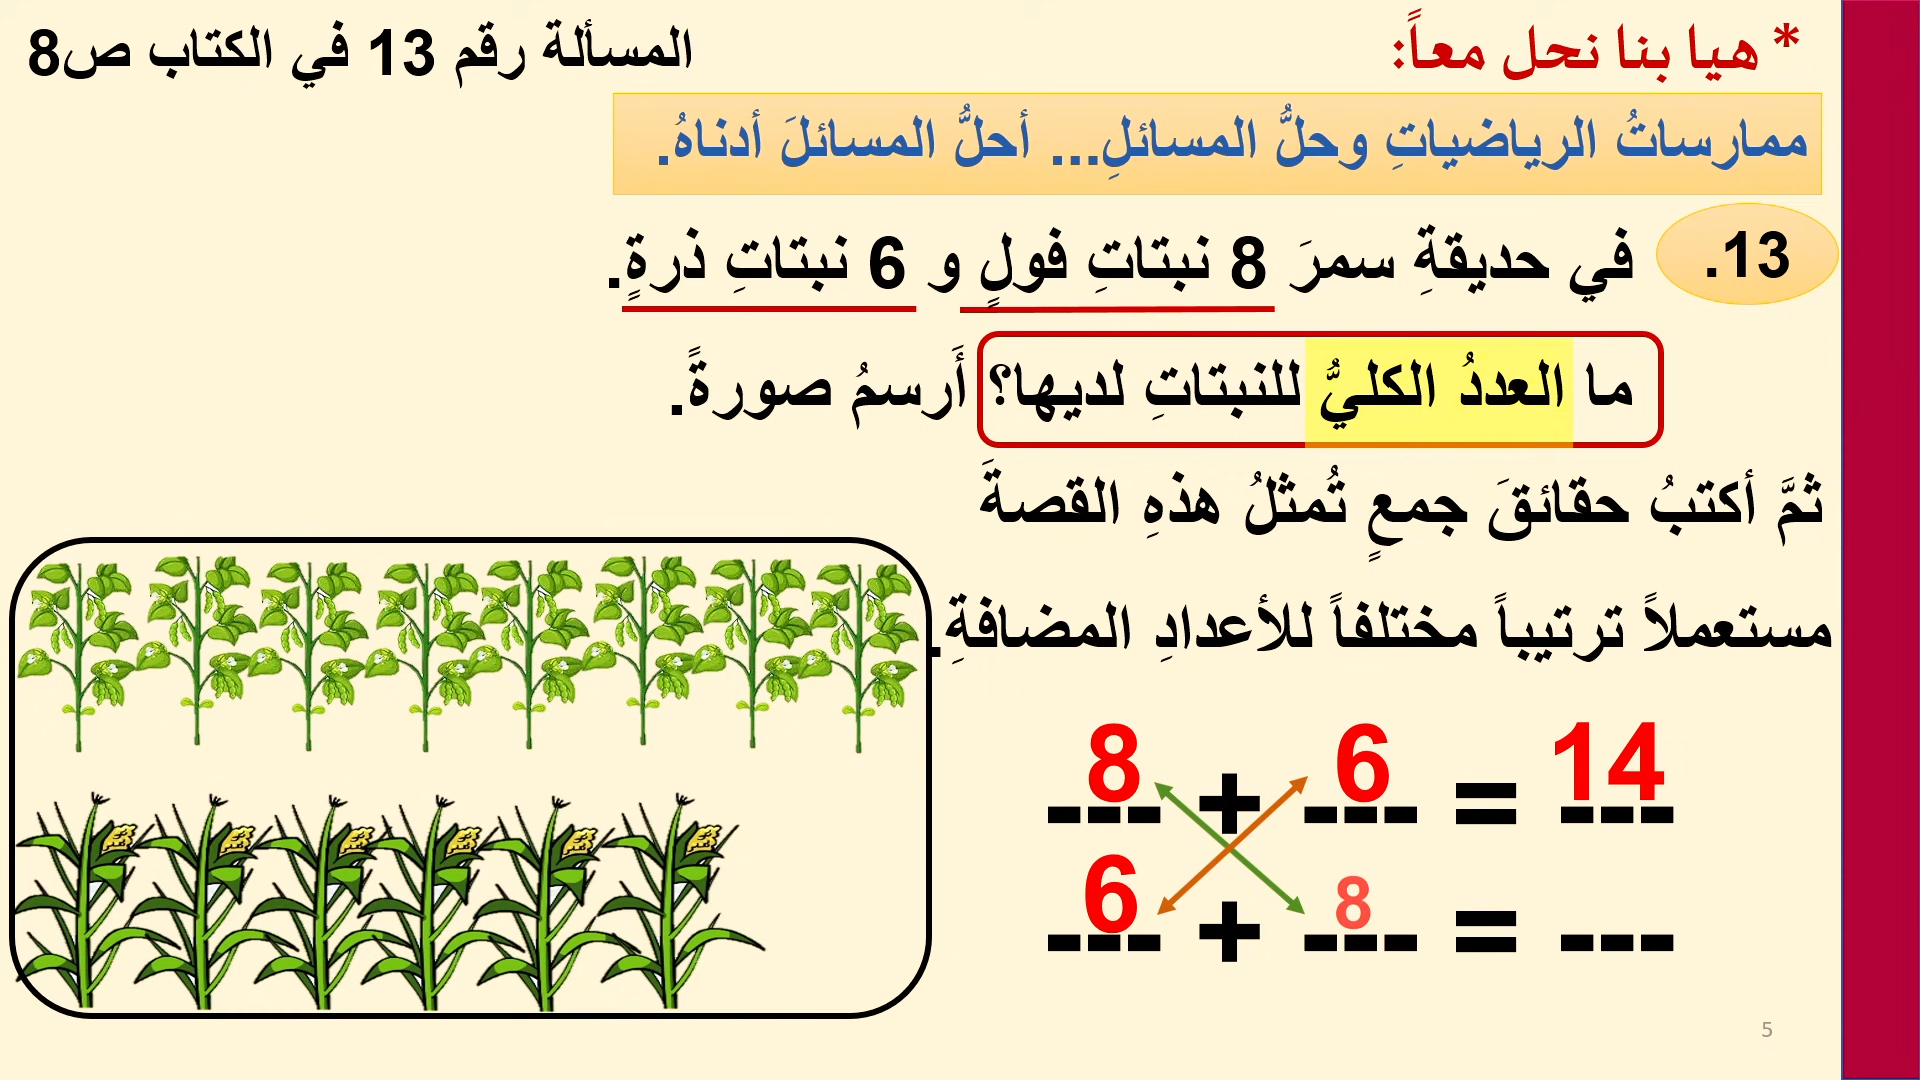 * هيا بنا نحل معاً:
المسألة رقم 13 في الكتاب ص8
ممارساتُ الرياضياتِ وحلُّ المسائلِ... أحلُّ المسائلَ أدناهُ.
13. في حديقةِ سمرَ 8 نبتاتِ فولٍ و 6 نبتاتِ ذرةٍ.
ما العددُ الكليُّ للنبتاتِ لديها؟ أَرسمُ صورةً.
ثمَّ أكتبُ حقائقَ جمعٍ تُمثلُ هذهِ القصةَ
مستعملاً ترتيباً مختلفاً للأعدادِ المضافةِ.
8 + 6 = 14
6 + 8 = ---
5